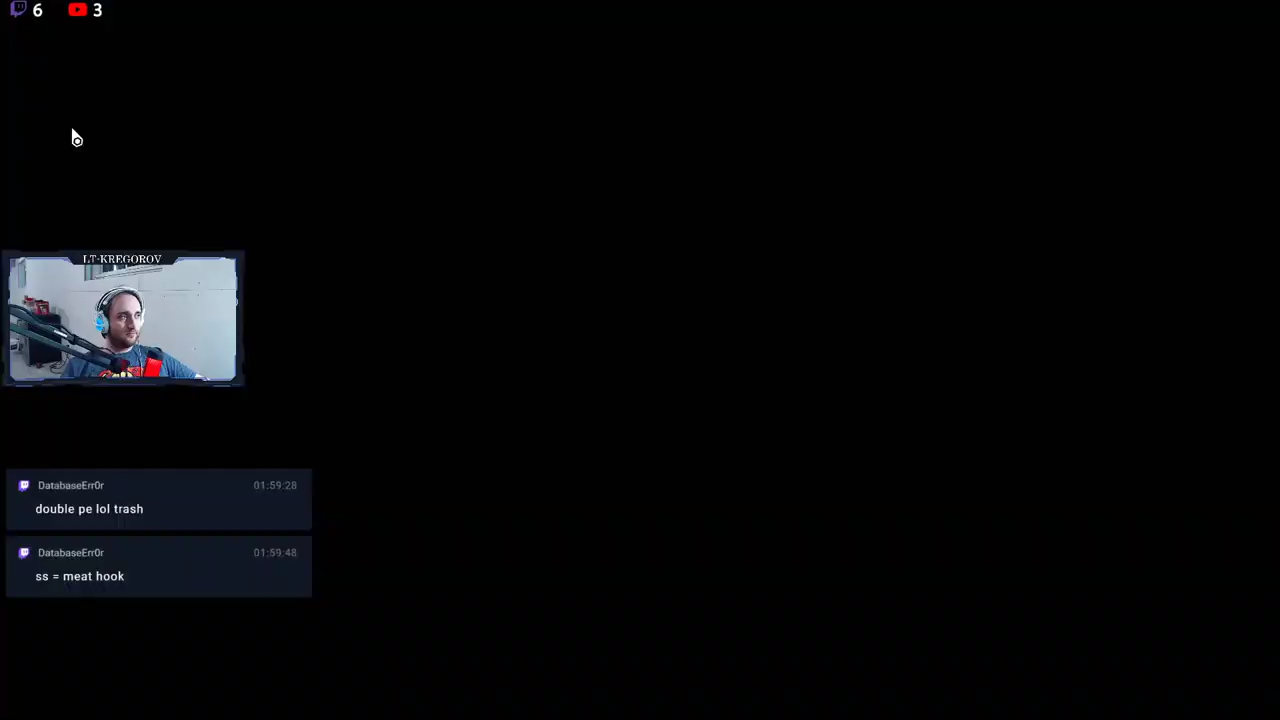 6 3
LT-KREGOROV
DatabaseErr0r 01:59:28
double pe lol trash
DatabaseErr0r 01:59:48
ss = meat hook